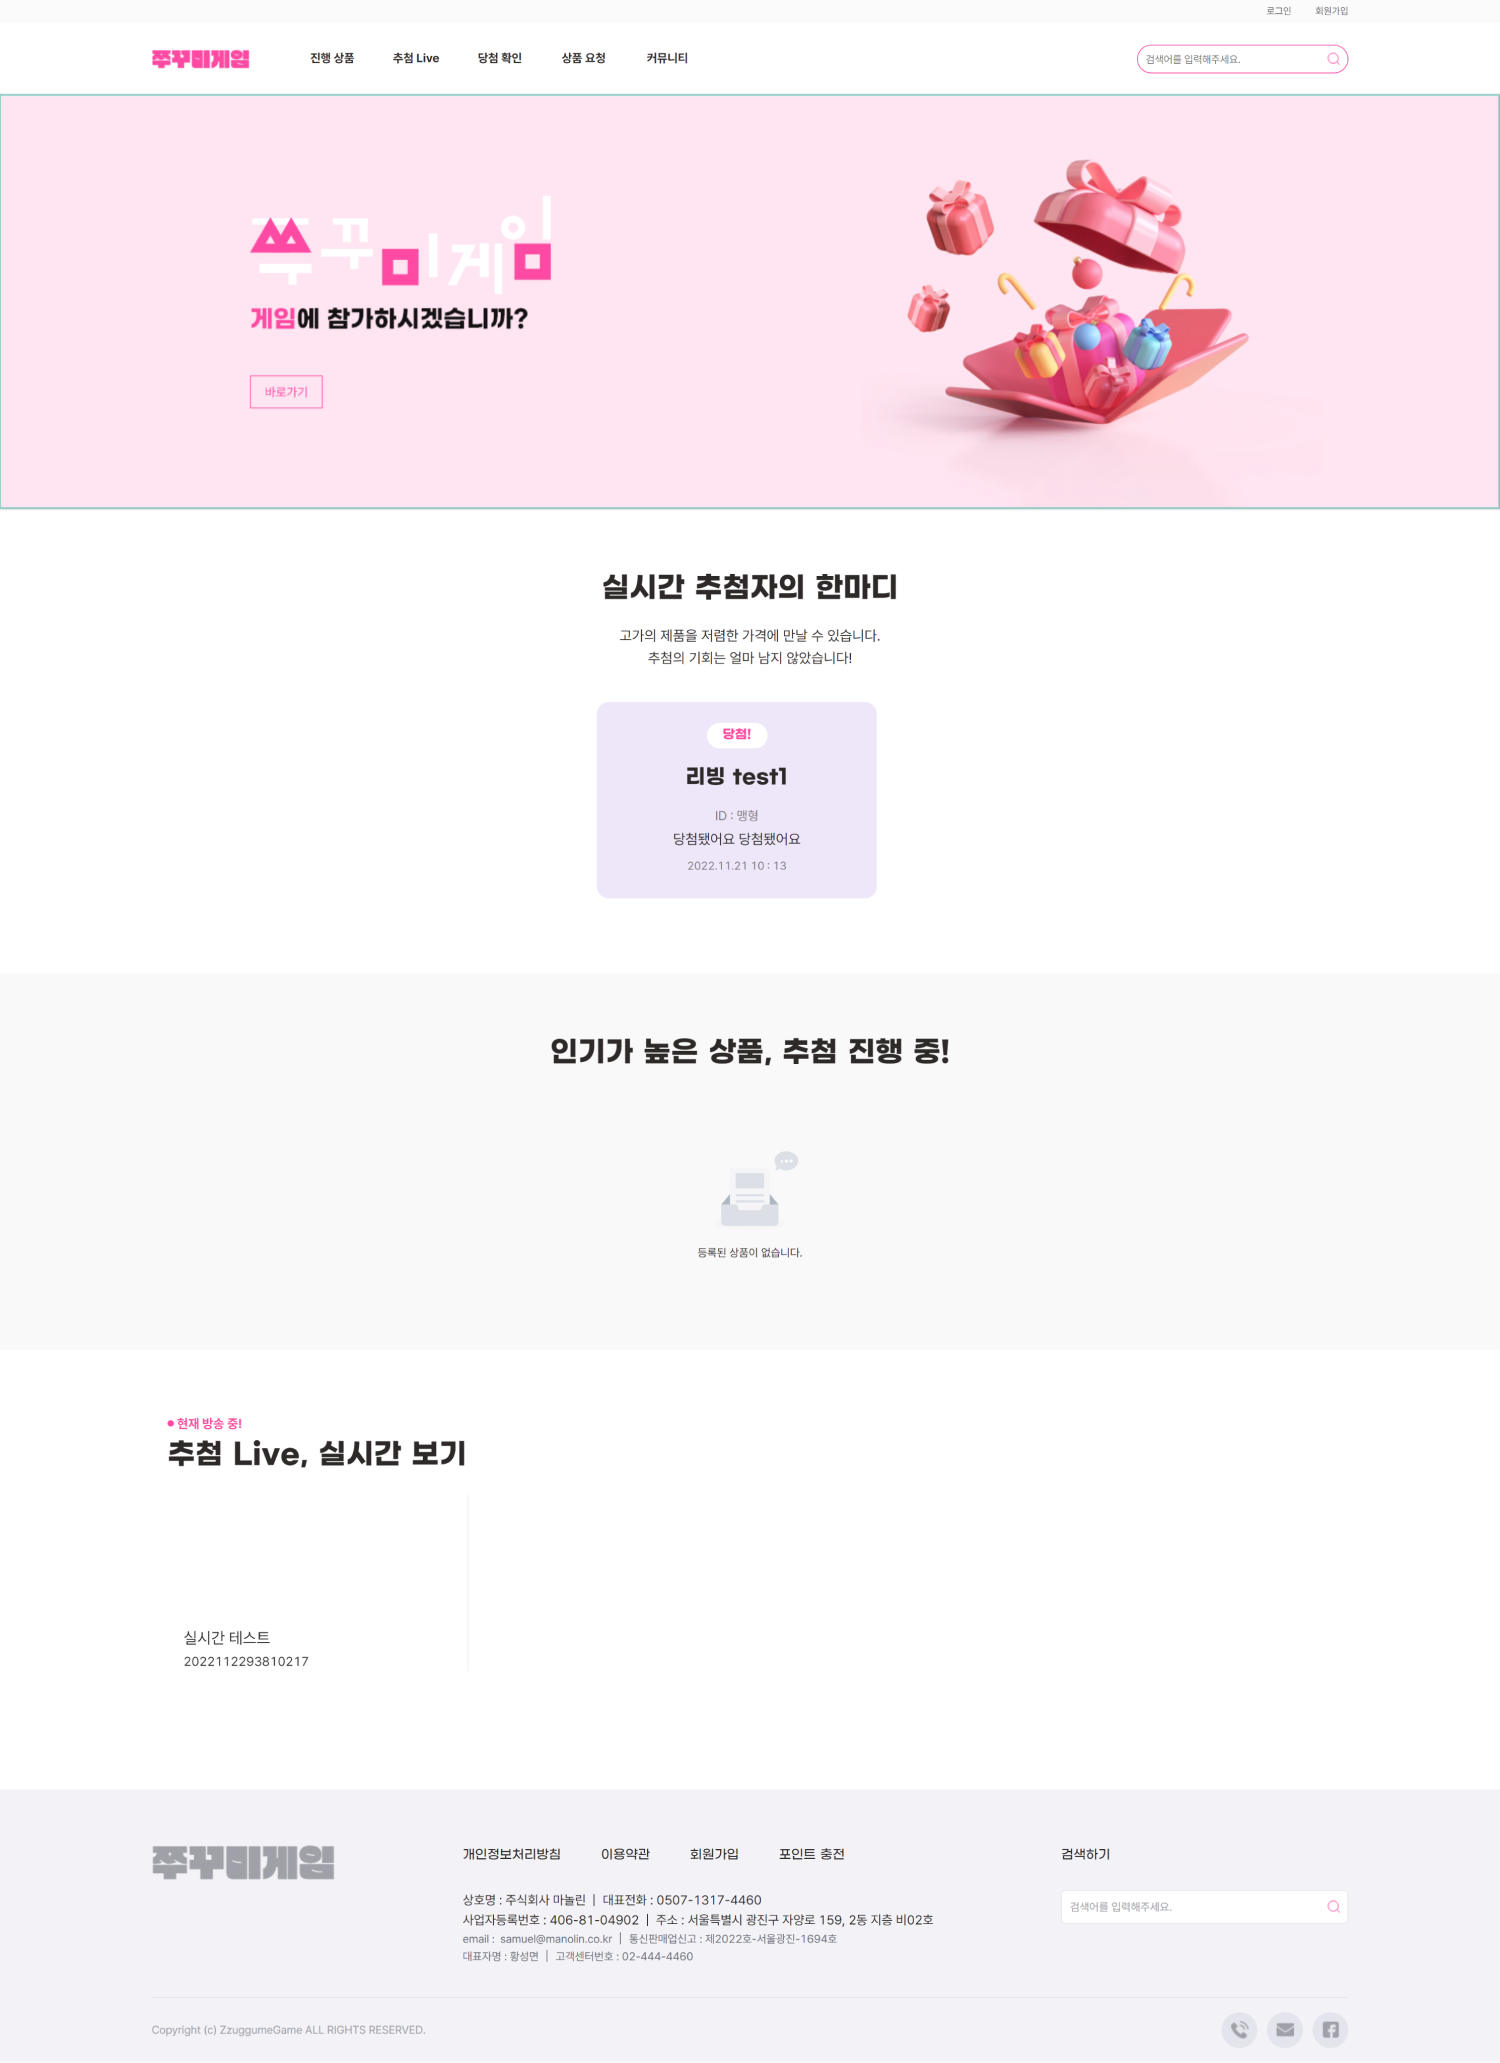 로그인 회원가입
쭈꾸미게임 진행 상품 추첨 Live 당첨 확인 상품 요청 커뮤니티 검색어를 입력해주세요.
쭈꾸미게임
게임에 참가하시겠습니까?
바로가기
실시간 추첨자의 한마디
고가의 제품을 저렴한 가격에 만날 수 있습니다.
추첨의 기회는 얼마 남지 않았습니다!
당첨!
리빙 test1
ID : 맹형
당첨됐어요 당첨됐어요
2022.11.21 10 : 13
인기가 높은 상품, 추첨 진행 중!
등록된 상품이 없습니다.
현재 방송 중!
추첨 Live, 실시간 보기
실시간 테스트
2022112293810217
쭈꾸미게임 개인정보처리방침 이용약관 회원가입 포인트 충전 검색하기
상호명 : 주식회사 마놀린 | 대표전화 : 0507-1317-4460
검색어를 입력해주세요.
사업자등록번호 : 406-81-04902 | 주소 : 서울특별시 광진구 자양로 159, 2동 지층 비02호
email : samuel@manolin.co.kr | 통신판매업신고 : 제2022호-서울광진-1694호
대표자명 : 황성면 | 고객센터번호 : 02-444-4460
Copyright (c) ZzuggumeGame ALL RIGHTS RESERVED.